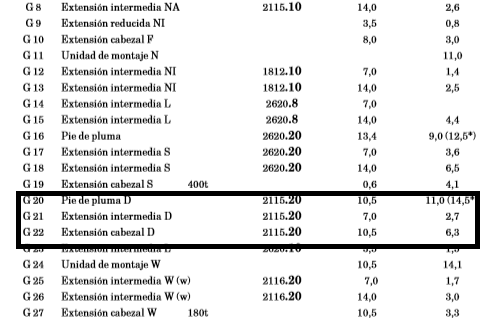 G 8 Extensión intermedia NA 2115.10 14,0 2,6
G 9 Extensión reducida NI 3,5 0,8
G 10 Extensión cabezal F 8,0 3,0
G 11 Unidad de montaje N 11,0
G 12 Extensión intermedia NI 1812.10 7,0 1,4
G 13 Extensión intermedia NI 1812.10 14,0 2,5
G 14 Extensión intermedia L 2620.8 7,0
G 15 Extensión intermedia L 2620.8 14,0 4,4
G 16 Pie de pluma 2620.20 13,4 9,0 (12,5*)
G 17 Extensión intermedia S 2620.20 7,0 3,6
G 18 Extensión intermedia S 2620.20 14,0 6,5
G 19 Extensión cabezal S 400t 0,6 4,1
G 20 Pie de pluma D 2115.20 10,5 11,0 (14,5*
G 21 Extensión intermedia D 2115.20 7,0 2,7
G 22 Extensión cabezal D 2115.20 10,5 6,3
G 23 Extensión intermedia L
G 24 Unidad de montaje W 10,5 14,1
G 25 Extensión intermedia W (w) 2116.20 7,0 1,7
G 26 Extensión intermedia W (w) 2116.20 14,0 3,0
G 27 Extensión cabezal W 180t 10,5 3,3